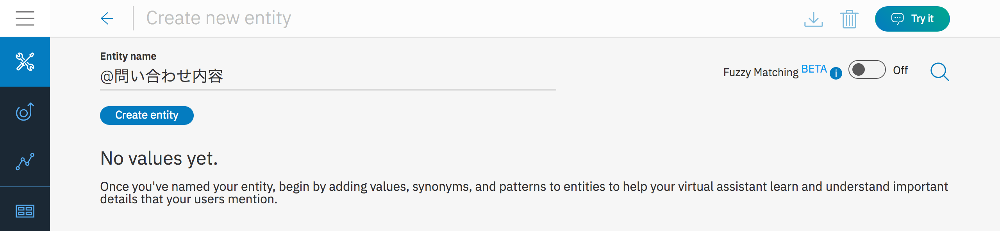 Create new entity
Try it
Entity name
@問い合わせ内容
Fuzzy Matching BETA i Off
Create entity
No values yet.
Once you've named your entity, begin by adding values, synonyms, and patterns to entities to help your virtual assistant learn and understand important
details that your users mention.